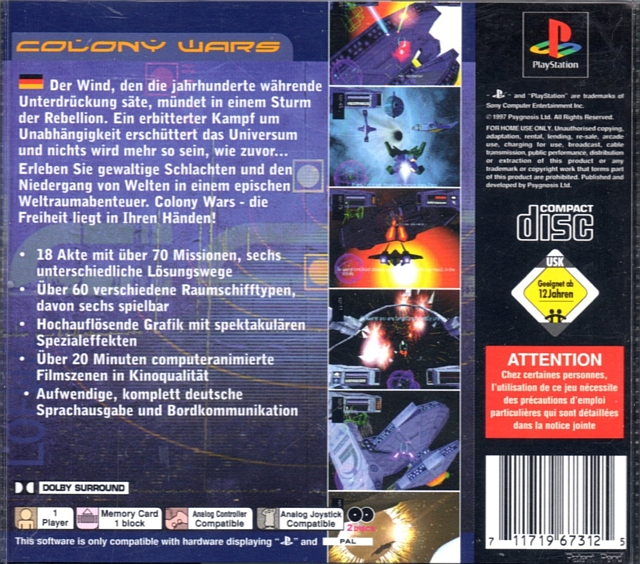 COLONY WARS
Der Wind, den die jahrhunderte währende
Unterdrückung säte, mündet in einem Sturm
der Rebellion. Ein erbitterter Kampf um
Unabhängigkeit erschüttert das Universum
und nichts wird mehr so sein, wie zuvor...
Erleben Sie gewaltige Schlachten und den
Niedergang von Welten in einem epischen
Weltraumabenteuer. Colony Wars - die
Freiheit liegt in Ihren Händen!
• 18 Akte mit über 70 Missionen, sechs
unterschiedliche Lösungswege
• Über 60 verschiedene Raumschifftypen,
davon sechs spielbar
• Hochauflösende Grafik mit spektakulären
Spezialeffekten
• Über 20 Minuten computeranimierte
Filmszenen in Kinoqualität
• Aufwendige, komplett deutsche
Sprachausgabe und Bordkommunikation
DOLBY SURROUND
1
Player
Memory Card
1 block
Analog Controller
Compatible
Analog Joystick
Compatible
2 Discs
This software is only compatible with hardware displaying " " and
PAL
PlayStation
" " and "PlayStation" are trademarks of
Sony Computer Entertainment Inc.
© 1997 Psygnosis Ltd. All Rights Reserved.
FOR HOME USE ONLY. Unauthorised copying,
adaptation, rental, lending, re-sale, arcade
use, charging for use, broadcast, cable
transmission, public performance, distribution
or extraction of this product or any
trademark or copyright work that forms part
of this product are prohibited. Published and
developed by Psygnosis Ltd.
COMPACT
disc
USK
Geeignet ab
12 Jahren
ATTENTION
Chez certaines personnes,
l'utilisation de ce jeu nécessite
des précautions d'emploi
particulières qui sont détaillées
dans la notice jointe
7 11719 67312 5